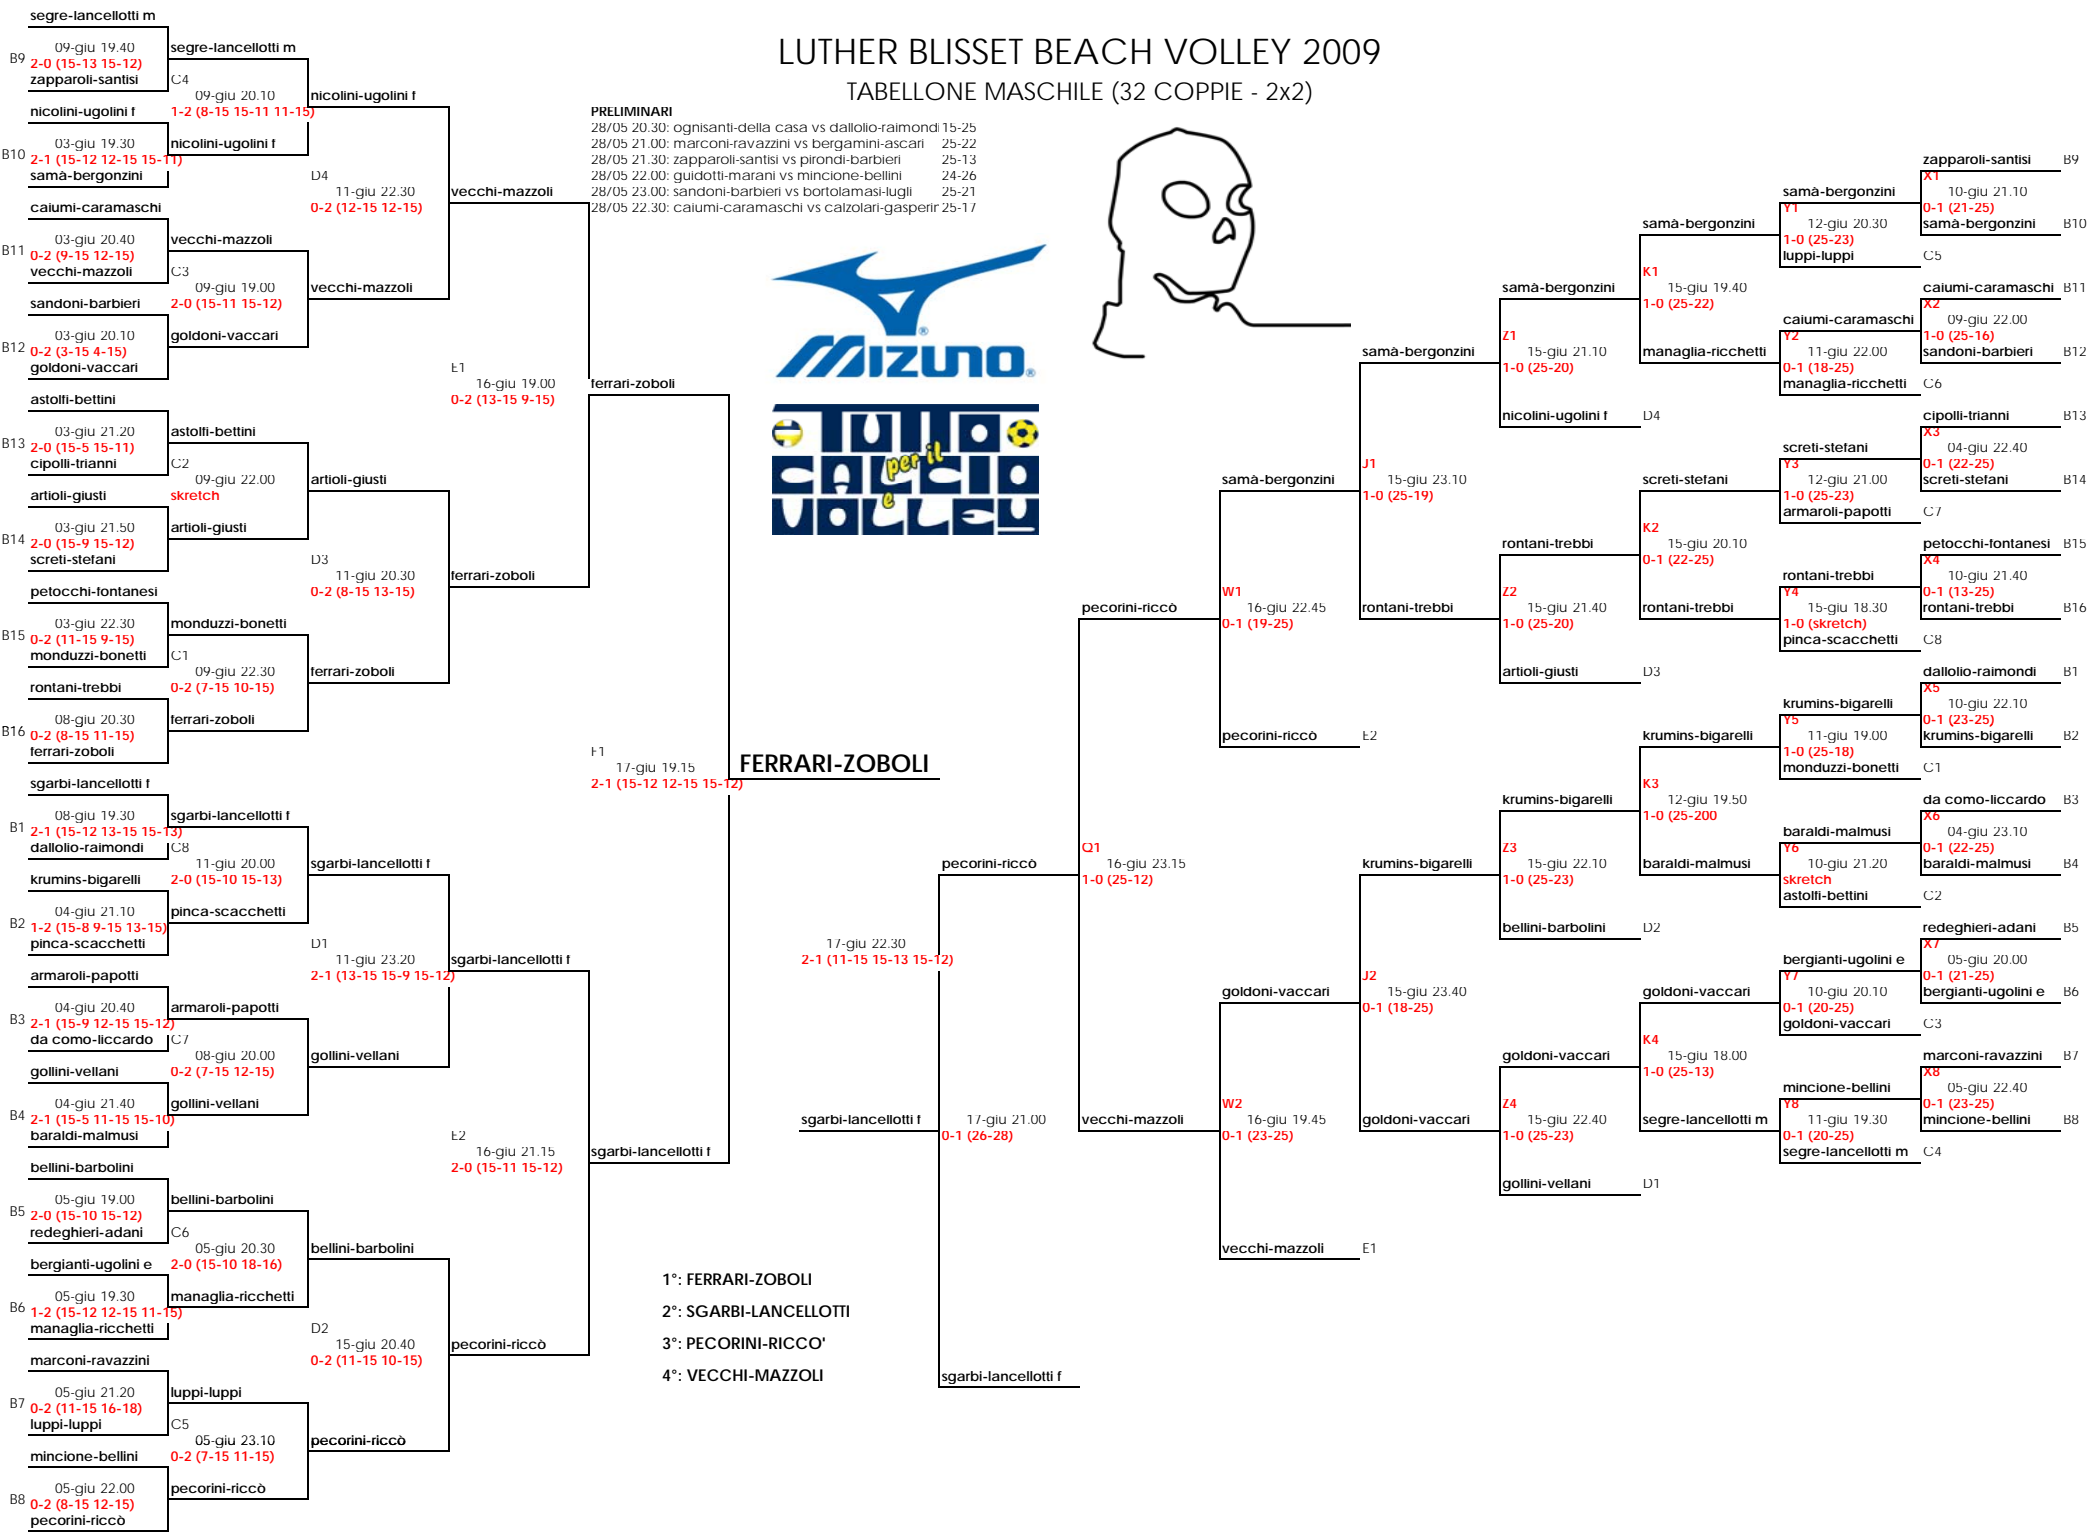 LUTHER BLISSET BEACH VOLLEY 2009
TABELLONE MASCHILE (32 COPPIE - 2x2)
PRELIMINARI
28/05 20.30: ognisanti-della casa vs dallolio-raimondi 15-25
28/05 21.00: marconi-ravazzini vs bergamini-ascari 25-22
28/05 21.30: zapparoli-santisi vs pirondi-barbieri 25-13
28/05 22.00: guidotti-marani vs mincione-bellini 24-26
28/05 23.00: sandoni-barbieri vs bortolamasi-lugli 25-21
28/05 22.30: caiumi-caramaschi vs calzolari-gasperir 25-17
MIZUNO
TUTTO
per il
CALCIO
e
VOLLEY
segre-lancellotti m
B9 09-giu 19.40
2-0 (15-13 15-12)
zapparoli-santisi
nicolini-ugolini f
B10 03-giu 19.30
2-1 (15-12 12-15 15-11)
samà-bergonzini
caiumi-caramaschi
B11 03-giu 20.40
0-2 (9-15 12-15)
vecchi-mazzoli
sandoni-barbieri
B12 03-giu 20.10
0-2 (3-15 4-15)
goldoni-vaccari
astolfi-bettini
B13 03-giu 21.20
2-0 (15-5 15-11)
cipolli-trianni
artioli-giusti
B14 03-giu 21.50
2-0 (15-9 15-12)
screti-stefani
petocchi-fontanesi
B15 03-giu 22.30
0-2 (11-15 9-15)
monduzzi-bonetti
rontani-trebbi
B16 08-giu 20.30
0-2 (8-15 11-15)
ferrari-zoboli
sgarbi-lancellotti f
B1 08-giu 19.30
2-1 (15-12 13-15 15-13)
dallolio-raimondi
krumins-bigarelli
B2 04-giu 21.10
1-2 (15-8 9-15 13-15)
pinca-scacchetti
armaroli-papotti
B3 04-giu 20.40
2-1 (15-9 12-15 15-12)
da como-liccardo
gollini-vellani
B4 04-giu 21.40
2-1 (15-5 11-15 15-10)
baraldi-malmusi
bellini-barbolini
B5 05-giu 19.00
2-0 (15-10 15-12)
redeghieri-adani
bergianti-ugolini e
B6 05-giu 19.30
1-2 (15-12 12-15 11-15)
managlia-ricchetti
marconi-ravazzini
B7 05-giu 21.20
0-2 (11-15 16-18)
luppi-luppi
mincione-bellini
B8 05-giu 22.00
0-2 (8-15 12-15)
pecorini-riccò
segre-lancellotti m
C4
09-giu 20.10
1-2 (8-15 15-11 11-15)
nicolini-ugolini f
vecchi-mazzoli
C3
09-giu 19.00
2-0 (15-11 15-12)
goldoni-vaccari
astolfi-bettini
C2
09-giu 22.00
skretch
artioli-giusti
monduzzi-bonetti
C1
09-giu 22.30
0-2 (7-15 10-15)
ferrari-zoboli
sgarbi-lancellotti f
C8
11-giu 20.00
2-0 (15-10 15-13)
pinca-scacchetti
armaroli-papotti
C7
08-giu 20.00
0-2 (7-15 12-15)
gollini-vellani
bellini-barbolini
C6
05-giu 20.30
2-0 (15-10 18-16)
managlia-ricchetti
luppi-luppi
C5
05-giu 23.10
0-2 (7-15 11-15)
pecorini-riccò
nicolini-ugolini f
D4
11-giu 22.30
0-2 (12-15 12-15)
vecchi-mazzoli
artioli-giusti
D3
11-giu 20.30
0-2 (8-15 13-15)
ferrari-zoboli
sgarbi-lancellotti f
D1
11-giu 23.20
2-1 (13-15 15-9 15-12)
gollini-vellani
bellini-barbolini
D2
15-giu 20.40
0-2 (11-15 10-15)
pecorini-riccò
vecchi-mazzoli
E1
16-giu 19.00
0-2 (13-15 9-15)
ferrari-zoboli
sgarbi-lancellotti f
E2
16-giu 21.15
2-0 (15-11 15-12)
pecorini-riccò
ferrari-zoboli
F1
17-giu 19.15
2-1 (15-12 12-15 15-12)
sgarbi-lancellotti f
FERRARI-ZOBOLI
1°: FERRARI-ZOBOLI
2°: SGARBI-LANCELLOTTI
3°: PECORINI-RICCO'
4°: VECCHI-MAZZOLI
17-giu 22.30
2-1 (11-15 15-13 15-12)
sgarbi-lancellotti f
pecorini-riccò
17-giu 21.00
0-1 (26-28)
sgarbi-lancellotti f
pecorini-riccò
Q1
16-giu 23.15
1-0 (25-12)
vecchi-mazzoli
samà-bergonzini
W1
16-giu 22.45
0-1 (19-25)
pecorini-riccò E2
goldoni-vaccari
W2
16-giu 19.45
0-1 (23-25)
vecchi-mazzoli E1
samà-bergonzini
J1
15-giu 23.10
1-0 (25-19)
rontani-trebbi
krumins-bigarelli
J2
15-giu 23.40
0-1 (18-25)
goldoni-vaccari
samà-bergonzini
Z1
15-giu 21.10
1-0 (25-20)
nicolini-ugolini f D4
rontani-trebbi
Z2
15-giu 21.40
1-0 (25-20)
artioli-giusti D3
krumins-bigarelli
Z3
15-giu 22.10
1-0 (25-23)
bellini-barbolini D2
goldoni-vaccari
Z4
15-giu 22.40
1-0 (25-23)
gollini-vellani D1
samà-bergonzini
K1
15-giu 19.40
1-0 (25-22)
managlia-ricchetti
screti-stefani
K2
15-giu 20.10
0-1 (22-25)
rontani-trebbi
krumins-bigarelli
K3
12-giu 19.50
1-0 (25-200
baraldi-malmusi
goldoni-vaccari
K4
15-giu 18.00
1-0 (25-13)
segre-lancellotti m
samà-bergonzini
Y1
12-giu 20.30
1-0 (25-23)
luppi-luppi C5
caiumi-caramaschi
Y2
11-giu 22.00
0-1 (18-25)
managlia-ricchetti C6
screti-stefani
Y3
12-giu 21.00
1-0 (25-23)
armaroli-papotti C7
rontani-trebbi
Y4
15-giu 18.30
1-0 (skretch)
pinca-scacchetti C8
krumins-bigarelli
Y5
11-giu 19.00
1-0 (25-18)
monduzzi-bonetti C1
baraldi-malmusi
Y6
10-giu 21.20
skretch
astolfi-bettini C2
bergianti-ugolini e
Y7
10-giu 20.10
0-1 (20-25)
goldoni-vaccari C3
mincione-bellini
Y8
11-giu 19.30
0-1 (20-25)
segre-lancellotti m C4
zapparoli-santisi B9
X1
10-giu 21.10
0-1 (21-25)
samà-bergonzini B10
caiumi-caramaschi B11
X2
09-giu 22.00
1-0 (25-16)
sandoni-barbieri B12
cipolli-trianni B13
X3
04-giu 22.40
0-1 (22-25)
screti-stefani B14
petocchi-fontanesi B15
X4
10-giu 21.40
0-1 (13-25)
rontani-trebbi B16
dallolio-raimondi B1
X5
10-giu 22.10
0-1 (23-25)
krumins-bigarelli B2
da como-liccardo B3
X6
04-giu 23.10
0-1 (22-25)
baraldi-malmusi B4
redeghieri-adani B5
X7
05-giu 20.00
0-1 (21-25)
bergianti-ugolini e B6
marconi-ravazzini B7
X8
05-giu 22.40
0-1 (23-25)
mincione-bellini B8